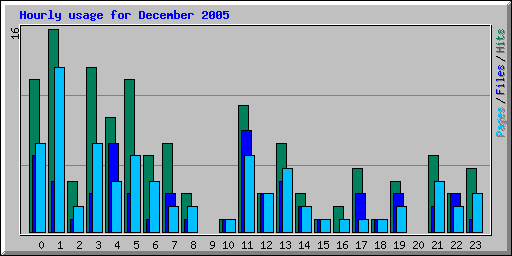 Hourly usage for December 2005
16
Pages/Files/Hits
0 1 2 3 4 5 6 7 8 9 10 11 12 13 14 15 16 17 18 19 20 21 22 23